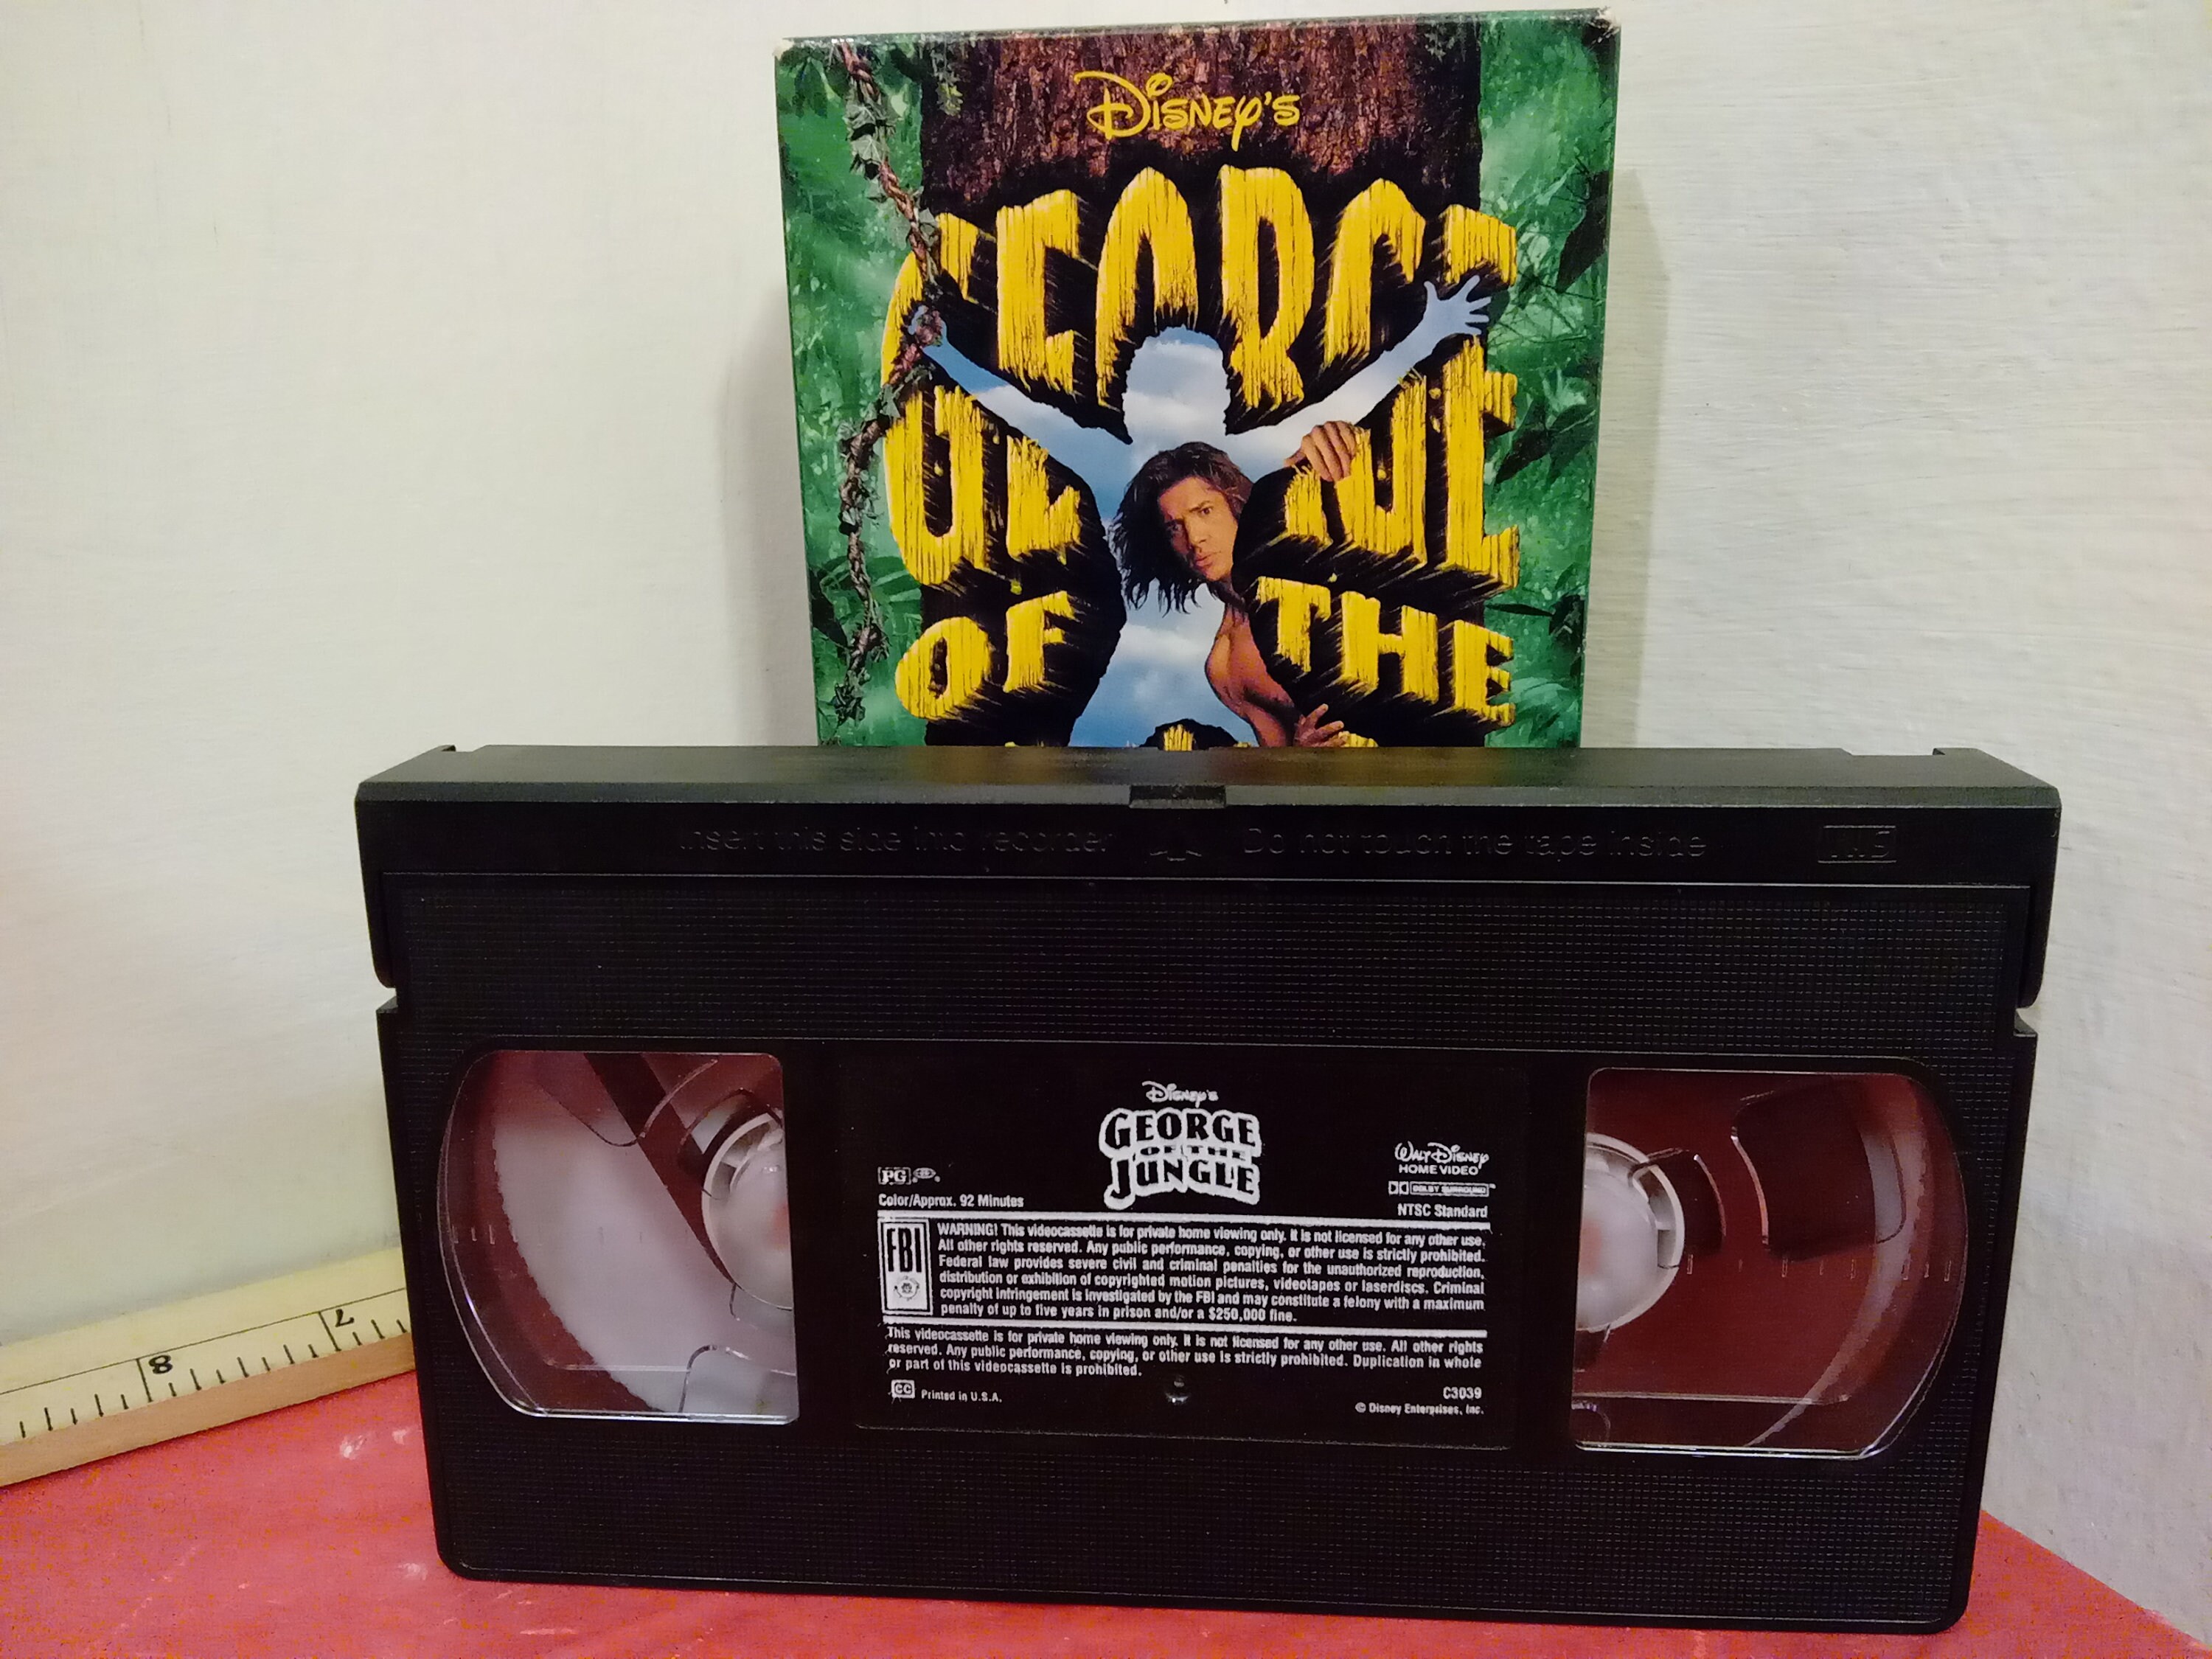 Disney's
GEORGE
OF THE
Insert this side into recorder Do not touch the tape inside VHS
Disney's
GEORGE
OF THE
JUNGLE
PG
Color/Approx. 92 Minutes
Walt Disney
HOME VIDEO
DOLBY SURROUND
NTSC Standard
FBI
WARNING! This videocassette is for private home viewing only. It is not licensed for any other use.
All other rights reserved. Any public performance, copying, or other use is strictly prohibited.
Federal law provides severe civil and criminal penalties for the unauthorized reproduction,
distribution or exhibition of copyrighted motion pictures, videotapes or laserdiscs. Criminal
copyright infringement is investigated by the FBI and may constitute a felony with a maximum
penalty of up to five years in prison and/or a $250,000 fine.
This videocassette is for private home viewing only. It is not licensed for any other use. All other rights
reserved. Any public performance, copying, or other use is strictly prohibited. Duplication in whole
or part of this videocassette is prohibited.
CC Printed in U.S.A.
C3039
© Disney Enterprises, Inc.
8 7